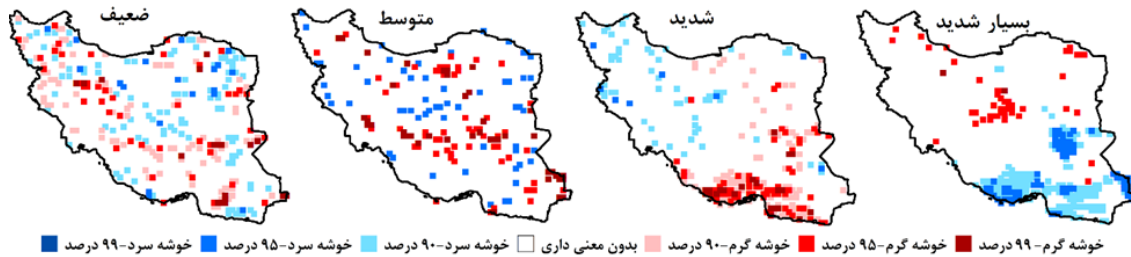 ضعیف
متوسط
شدید
بسیار شدید
خوشه گرم-۹۹ درصد خوشه گرم-۹۵ درصد خوشه گرم-۹۰ درصد بدون معنی داری خوشه سرد-۹۰ درصد خوشه سرد-۹۵ درصد خوشه سرد-۹۹ درصد